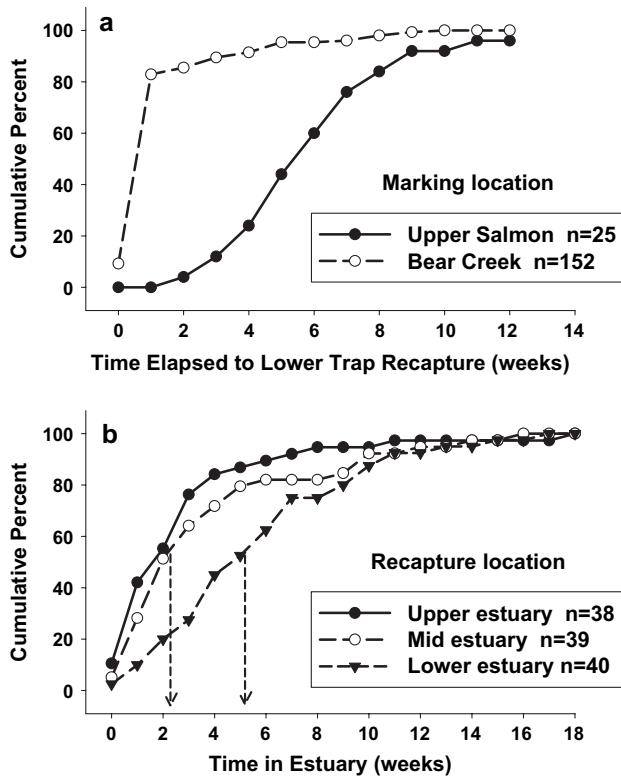 a
100
80
60
40
20
0
Cumulative Percent
Marking location
Upper Salmon n=25
Bear Creek n=152
0 2 4 6 8 10 12 14
Time Elapsed to Lower Trap Recapture (weeks)
b
100
80
60
40
20
0
Cumulative Percent
Recapture location
Upper estuary n=38
Mid estuary n=39
Lower estuary n=40
0 2 4 6 8 10 12 14 16 18
Time in Estuary (weeks)